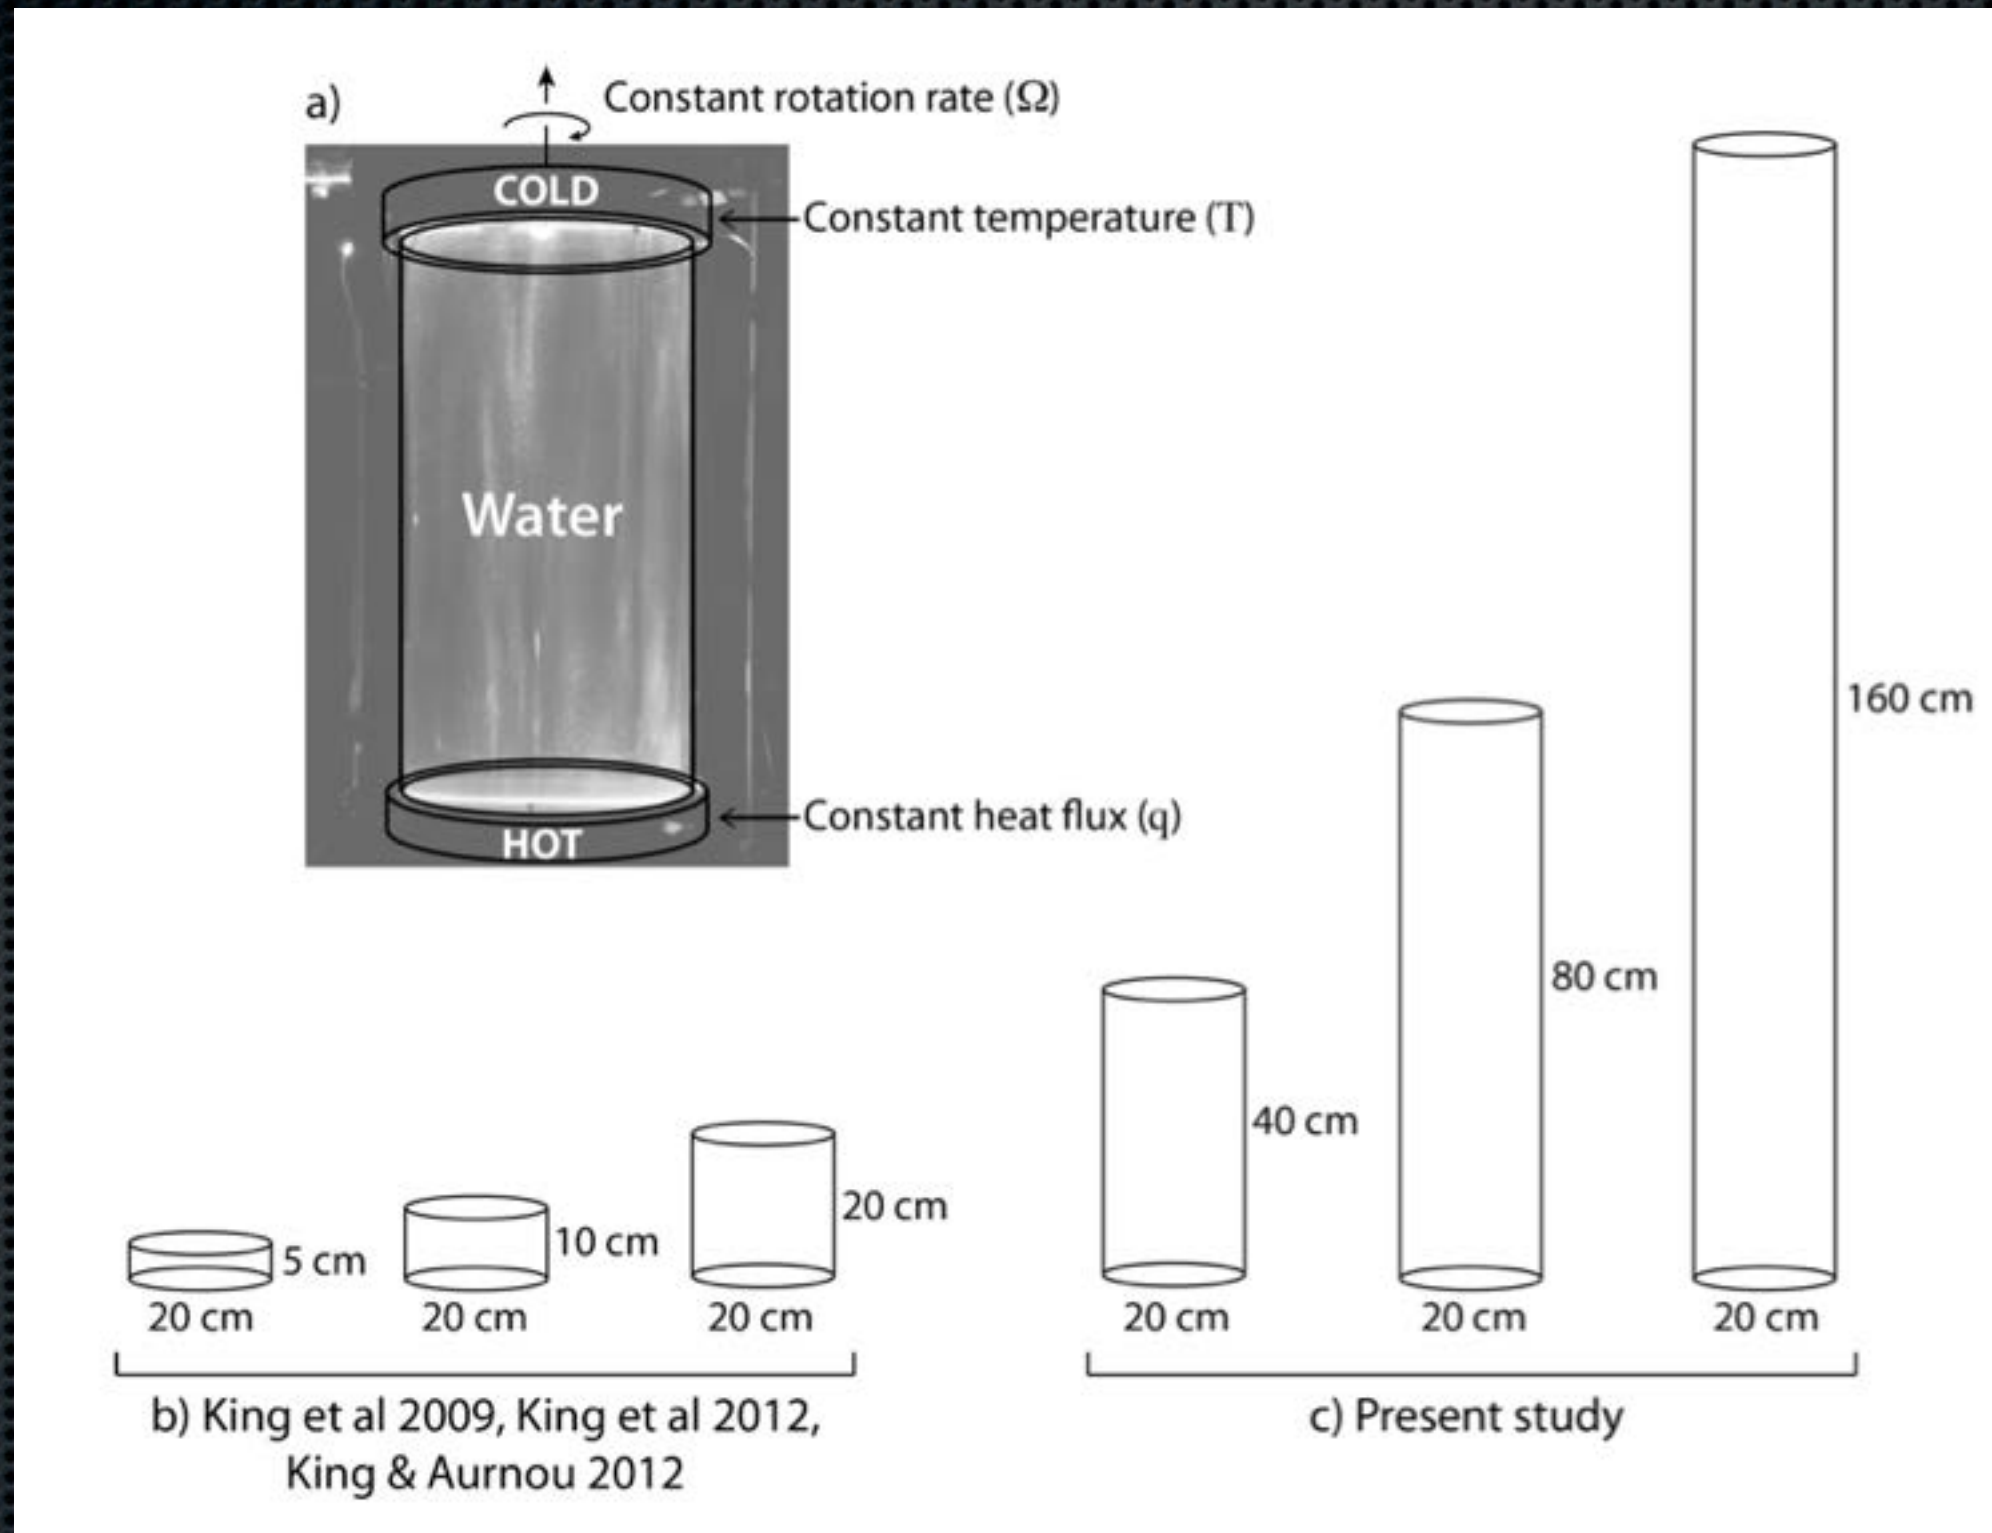 a)
Constant rotation rate (Ω)
COLD
Constant temperature (T)
Water
Constant heat flux (q)
HOT
160 cm
80 cm
40 cm
20 cm
10 cm
5 cm
20 cm
20 cm
20 cm
20 cm
20 cm
20 cm
b) King et al 2009, King et al 2012,
King & Aurnou 2012
c) Present study